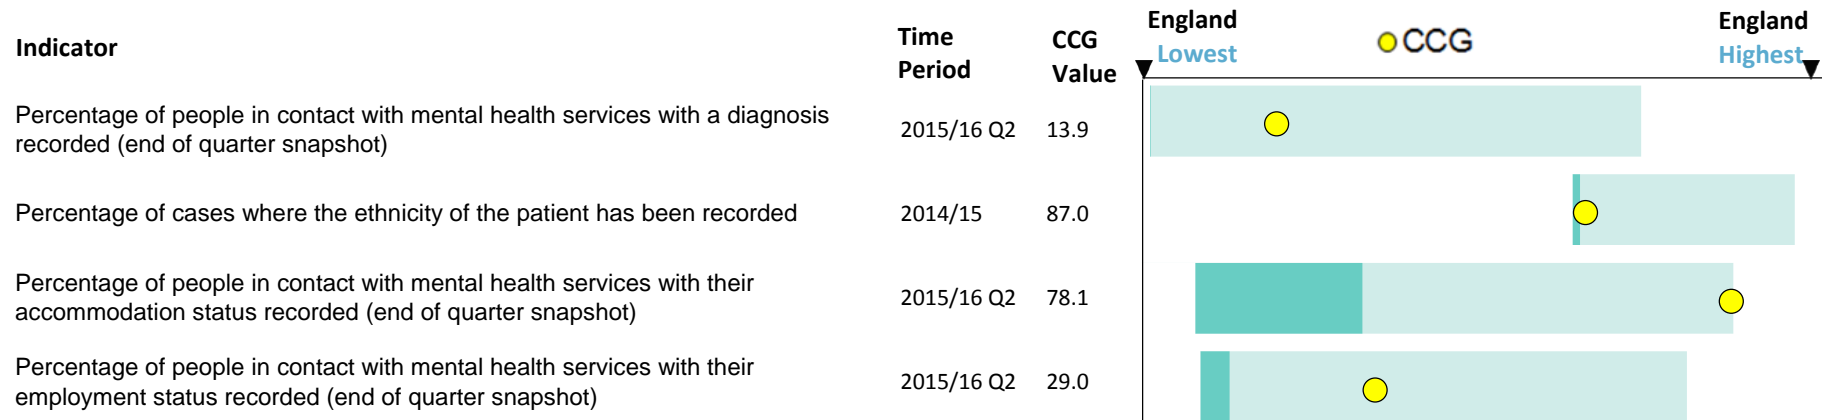 Indicator
Time Period
CCG Value
England Lowest
CCG
England Highest
Percentage of people in contact with mental health services with a diagnosis
recorded (end of quarter snapshot)
2015/16 Q2
13.9
Percentage of cases where the ethnicity of the patient has been recorded
2014/15
87.0
Percentage of people in contact with mental health services with their
accommodation status recorded (end of quarter snapshot)
2015/16 Q2
78.1
Percentage of people in contact with mental health services with their
employment status recorded (end of quarter snapshot)
2015/16 Q2
29.0